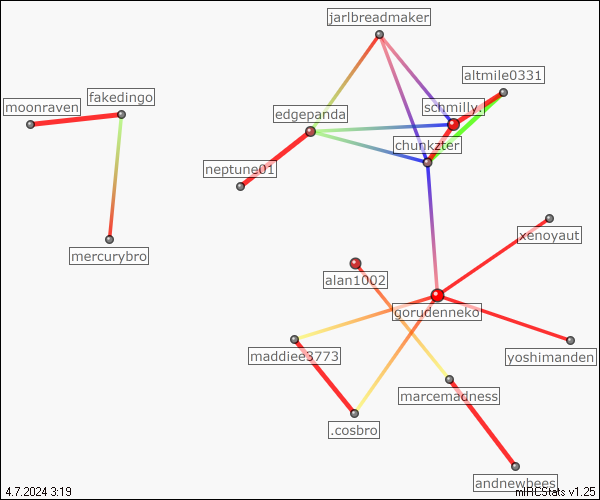 jarlbreadmaker
altmile0331
fakedingo
moonraven
schmilly.
edgepanda
chunkzter
neptune01
xenoyaut
mercurybro
alan1002
gorudenneko
maddiee3773
yoshimanden
marcemadness
.cosbro
andnewbees
4.7.2024 3:19
mIRCStats v1.25